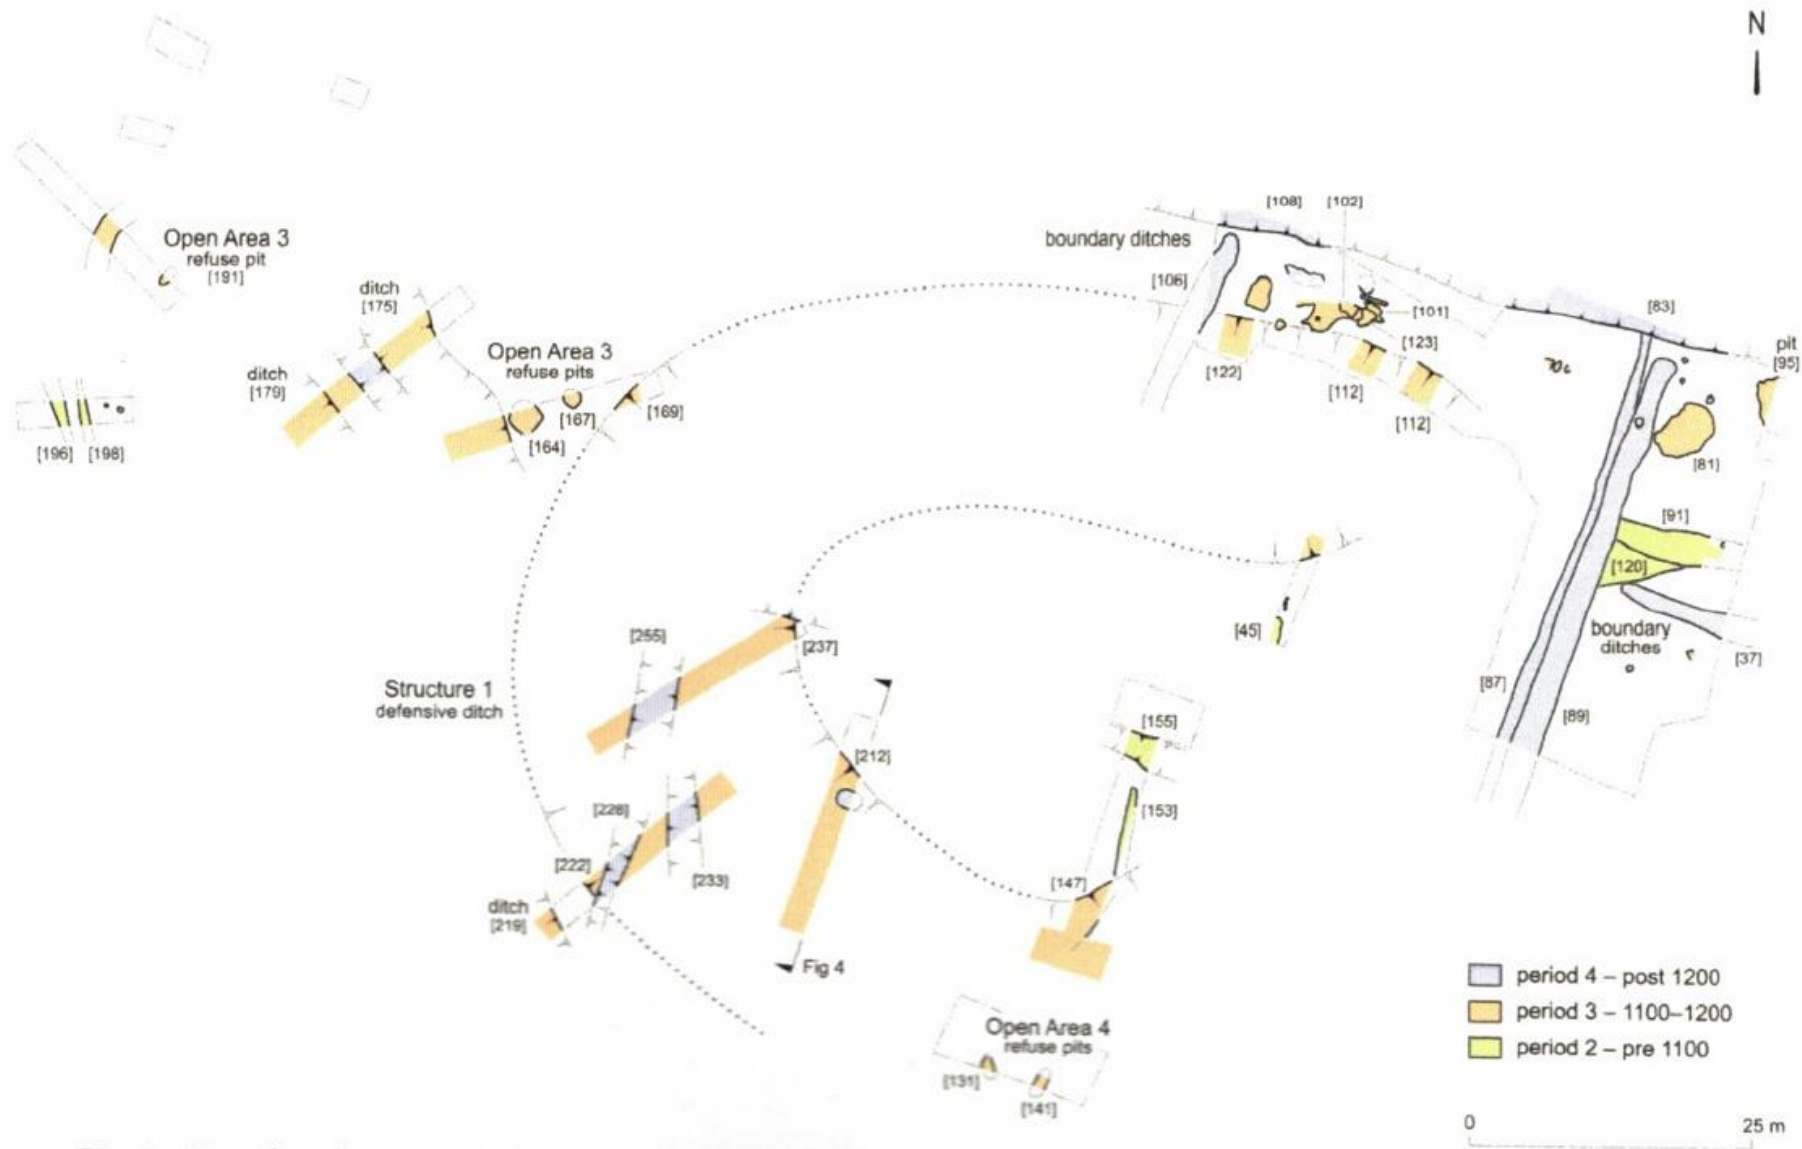 N
[108] [102]
boundary ditches
[106]
[101]
[123]
[122]
[112]
[112]
[83]
pit
[95]
[81]
[91]
[120]
boundary
ditches
[37]
[87]
[89]
Open Area 3
refuse pit
[191]
ditch
[175]
ditch
[179]
Open Area 3
refuse pits
[167]
[169]
[164]
[196] [198]
[45]
[255]
[237]
Structure 1
defensive ditch
[212]
[155]
[153]
[228]
[222]
[233]
[147]
ditch
[219]
Fig 4
Open Area 4
refuse pits
[131]
[141]
period 4 – post 1200
period 3 – 1100–1200
period 2 – pre 1100
0 25 m